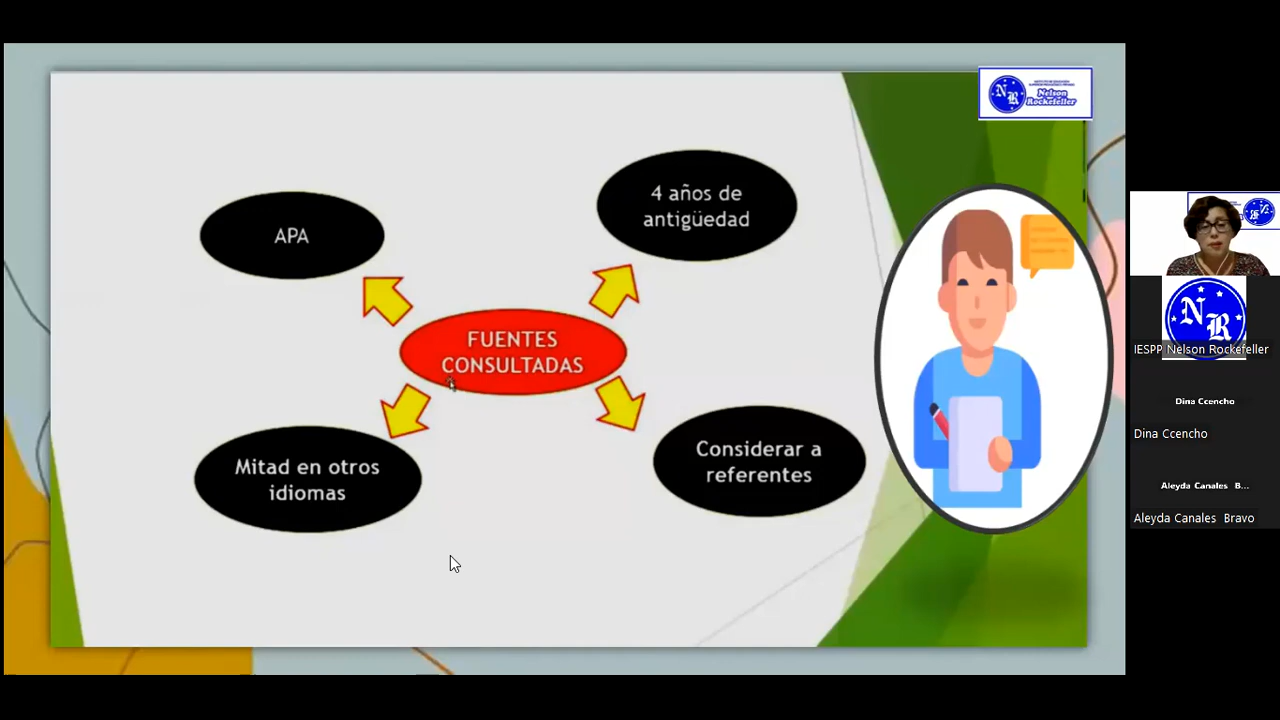 Nelson
Rockefeller
N
R
4 años de
antigüedad
APA
FUENTES
CONSULTADAS
Considerar a
referentes
Mitad en otros
idiomas
N
R
IESPP Nelson Rockefeller
Dina Ccencho
Dina Ccencho
Aleyda Canales B...
Aleyda Canales Bravo